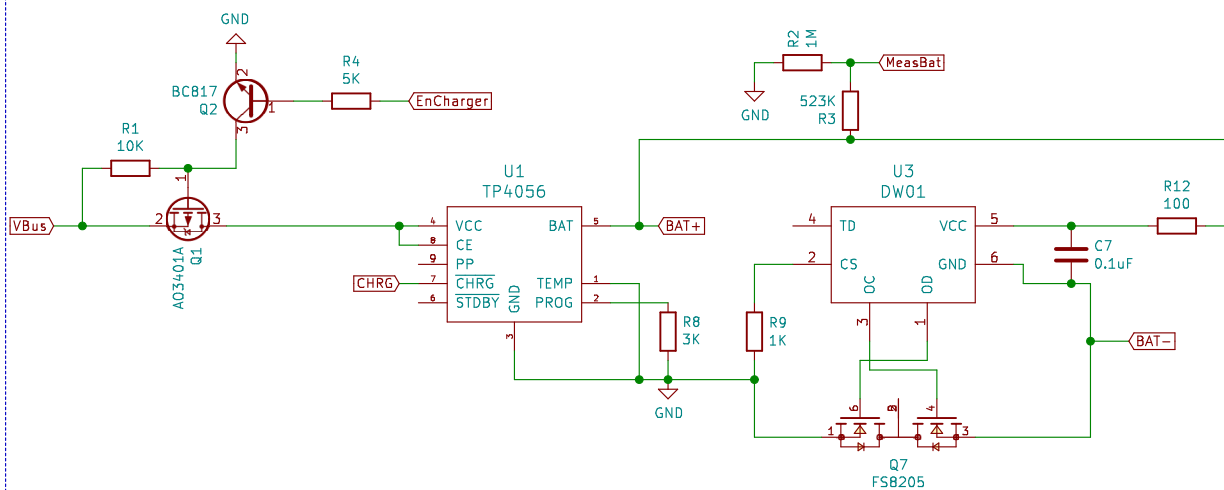 GND
R4
5K
BC817
Q2
2
1
3
EnCharger
R1
10K
1
VBus
2
3
AO3401A
Q1
U1
TP4056
4
VCC
BAT
5
BAT+
8
CE
9
PP
CHRG
7
CHRG
TEMP
1
6
STDBY
PROG
2
GND
3
R8
3K
GND
R2
1M
MeasBat
GND
523K
R3
U3
DW01
4
TD
VCC
5
2
CS
GND
6
OC
OD
3
1
R12
100
C7
0.1uF
R9
1K
BAT-
6
4
1
3
Q7
FS8205